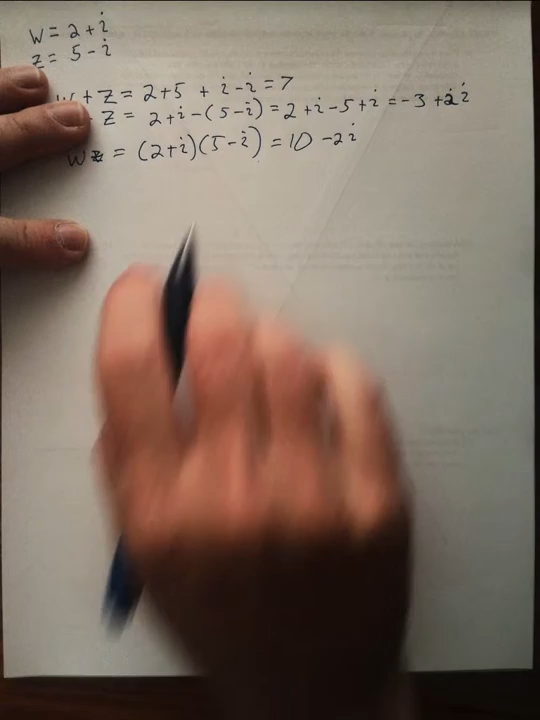 w = 2 + i
z = 5 - i
w + z = 2 + 5 + i - i = 7
- z = 2 + i - (5 - i) = 2 + i - 5 + i = -3 + 2i
wz = (2 + i)(5 - i) = 10 - 2i